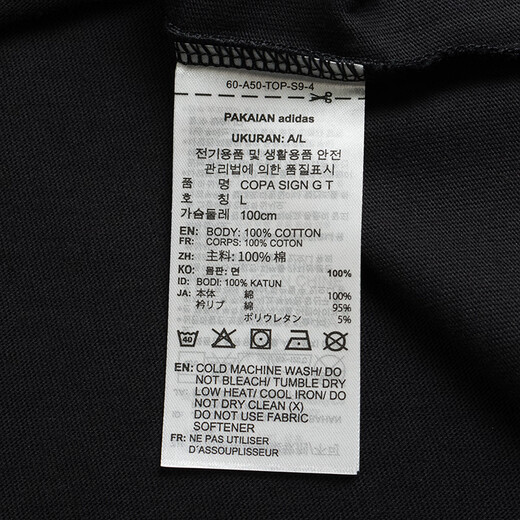 60-A50-TOP-S9-4
PAKAIAN adidas
UKURAN: A/L
전기용품 및 생활용품 안전
관리법에 의한 품질표시
품 명 COPA SIGN G T
호 칭 L
가슴둘레 100cm
EN: BODY: 100% COTTON
FR: CORPS: 100% COTON
ZH: 主料: 100% 棉
KO: 몸판: 면 100%
ID: BODI: 100% KATUN
JA: 本体 綿 100%
衿リブ 綿 95%
ポリウレタン 5%
40
EN: COLD MACHINE WASH/ DO
NOT BLEACH/ TUMBLE DRY
LOW HEAT/ COOL IRON/ DO
NOT DRY CLEAN (X)
DO NOT USE FABRIC
SOFTENER
FR: NE PAS UTILISER
D'ASSOUPLISSEUR